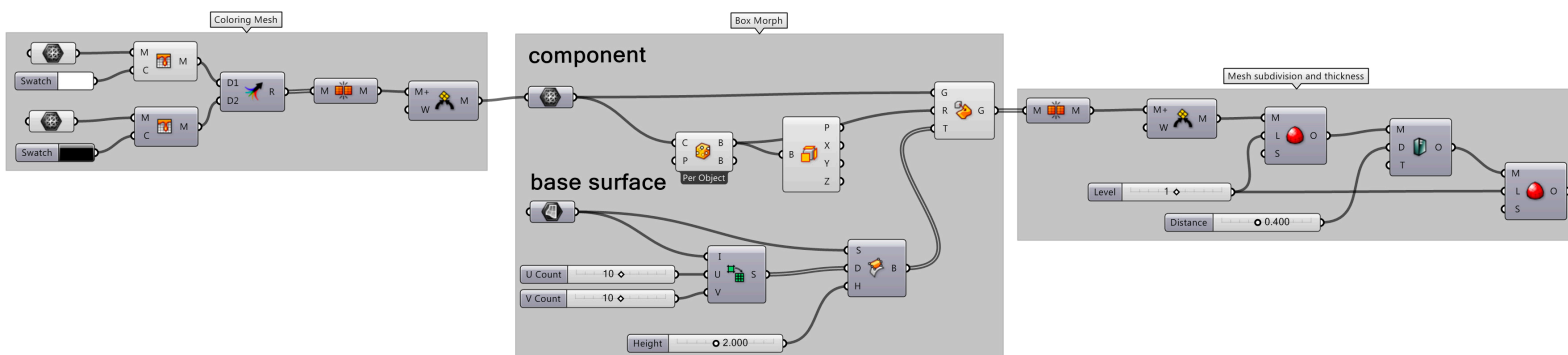 Coloring Mesh
M
C
M
Swatch
M
C
M
Swatch
D1
D2
R
M M
M+
W
M
Box Morph
component
C
P
B
B
Per Object
B
P
X
Y
Z
G
R
T
G
base surface
I
U
V
S
U Count 10
V Count 10
S
D
H
B
Height 2.000
Mesh subdivision and thickness
M M
M+
W
M
M
L
S
O
Level 1
Distance 0.400
M
D
T
O
M
L
S
O